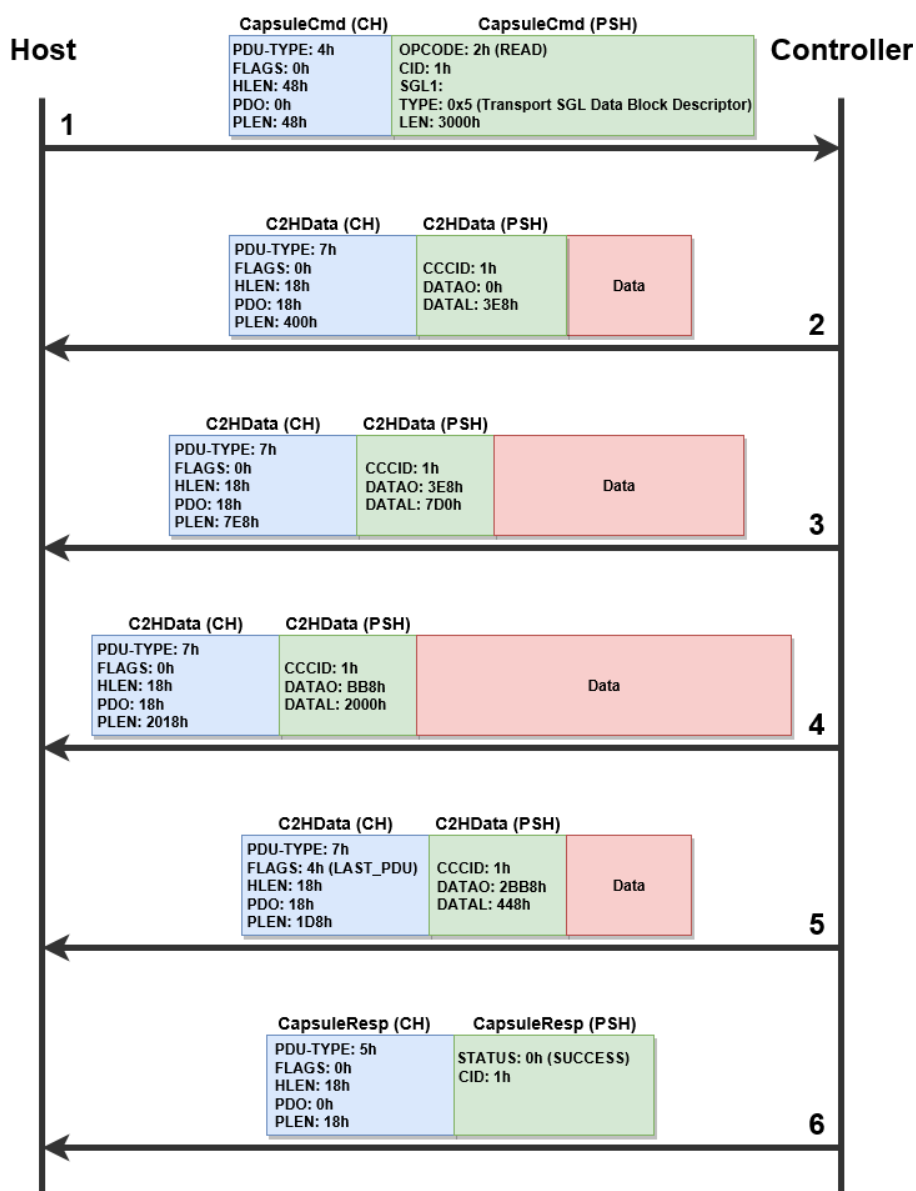 CapsuleCmd (CH)
CapsuleCmd (PSH)
Host
Controller
PDU-TYPE: 4h
FLAGS: 0h
HLEN: 48h
PDO: 0h
PLEN: 48h
OPCODE: 2h (READ)
CID: 1h
SGL1:
TYPE: 0x5 (Transport SGL Data Block Descriptor)
LEN: 3000h
1
C2HData (CH)
C2HData (PSH)
PDU-TYPE: 7h
FLAGS: 0h
HLEN: 18h
PDO: 18h
PLEN: 400h
CCCID: 1h
DATAO: 0h
DATAL: 3E8h
Data
2
C2HData (CH)
C2HData (PSH)
PDU-TYPE: 7h
FLAGS: 0h
HLEN: 18h
PDO: 18h
PLEN: 7E8h
CCCID: 1h
DATAO: 3E8h
DATAL: 7D0h
Data
3
C2HData (CH)
C2HData (PSH)
PDU-TYPE: 7h
FLAGS: 0h
HLEN: 18h
PDO: 18h
PLEN: 2018h
CCCID: 1h
DATAO: BB8h
DATAL: 2000h
Data
4
C2HData (CH)
C2HData (PSH)
PDU-TYPE: 7h
FLAGS: 4h (LAST_PDU)
HLEN: 18h
PDO: 18h
PLEN: 1D8h
CCCID: 1h
DATAO: 2BB8h
DATAL: 448h
Data
5
CapsuleResp (CH)
CapsuleResp (PSH)
PDU-TYPE: 5h
FLAGS: 0h
HLEN: 18h
PDO: 0h
PLEN: 18h
STATUS: 0h (SUCCESS)
CID: 1h
6